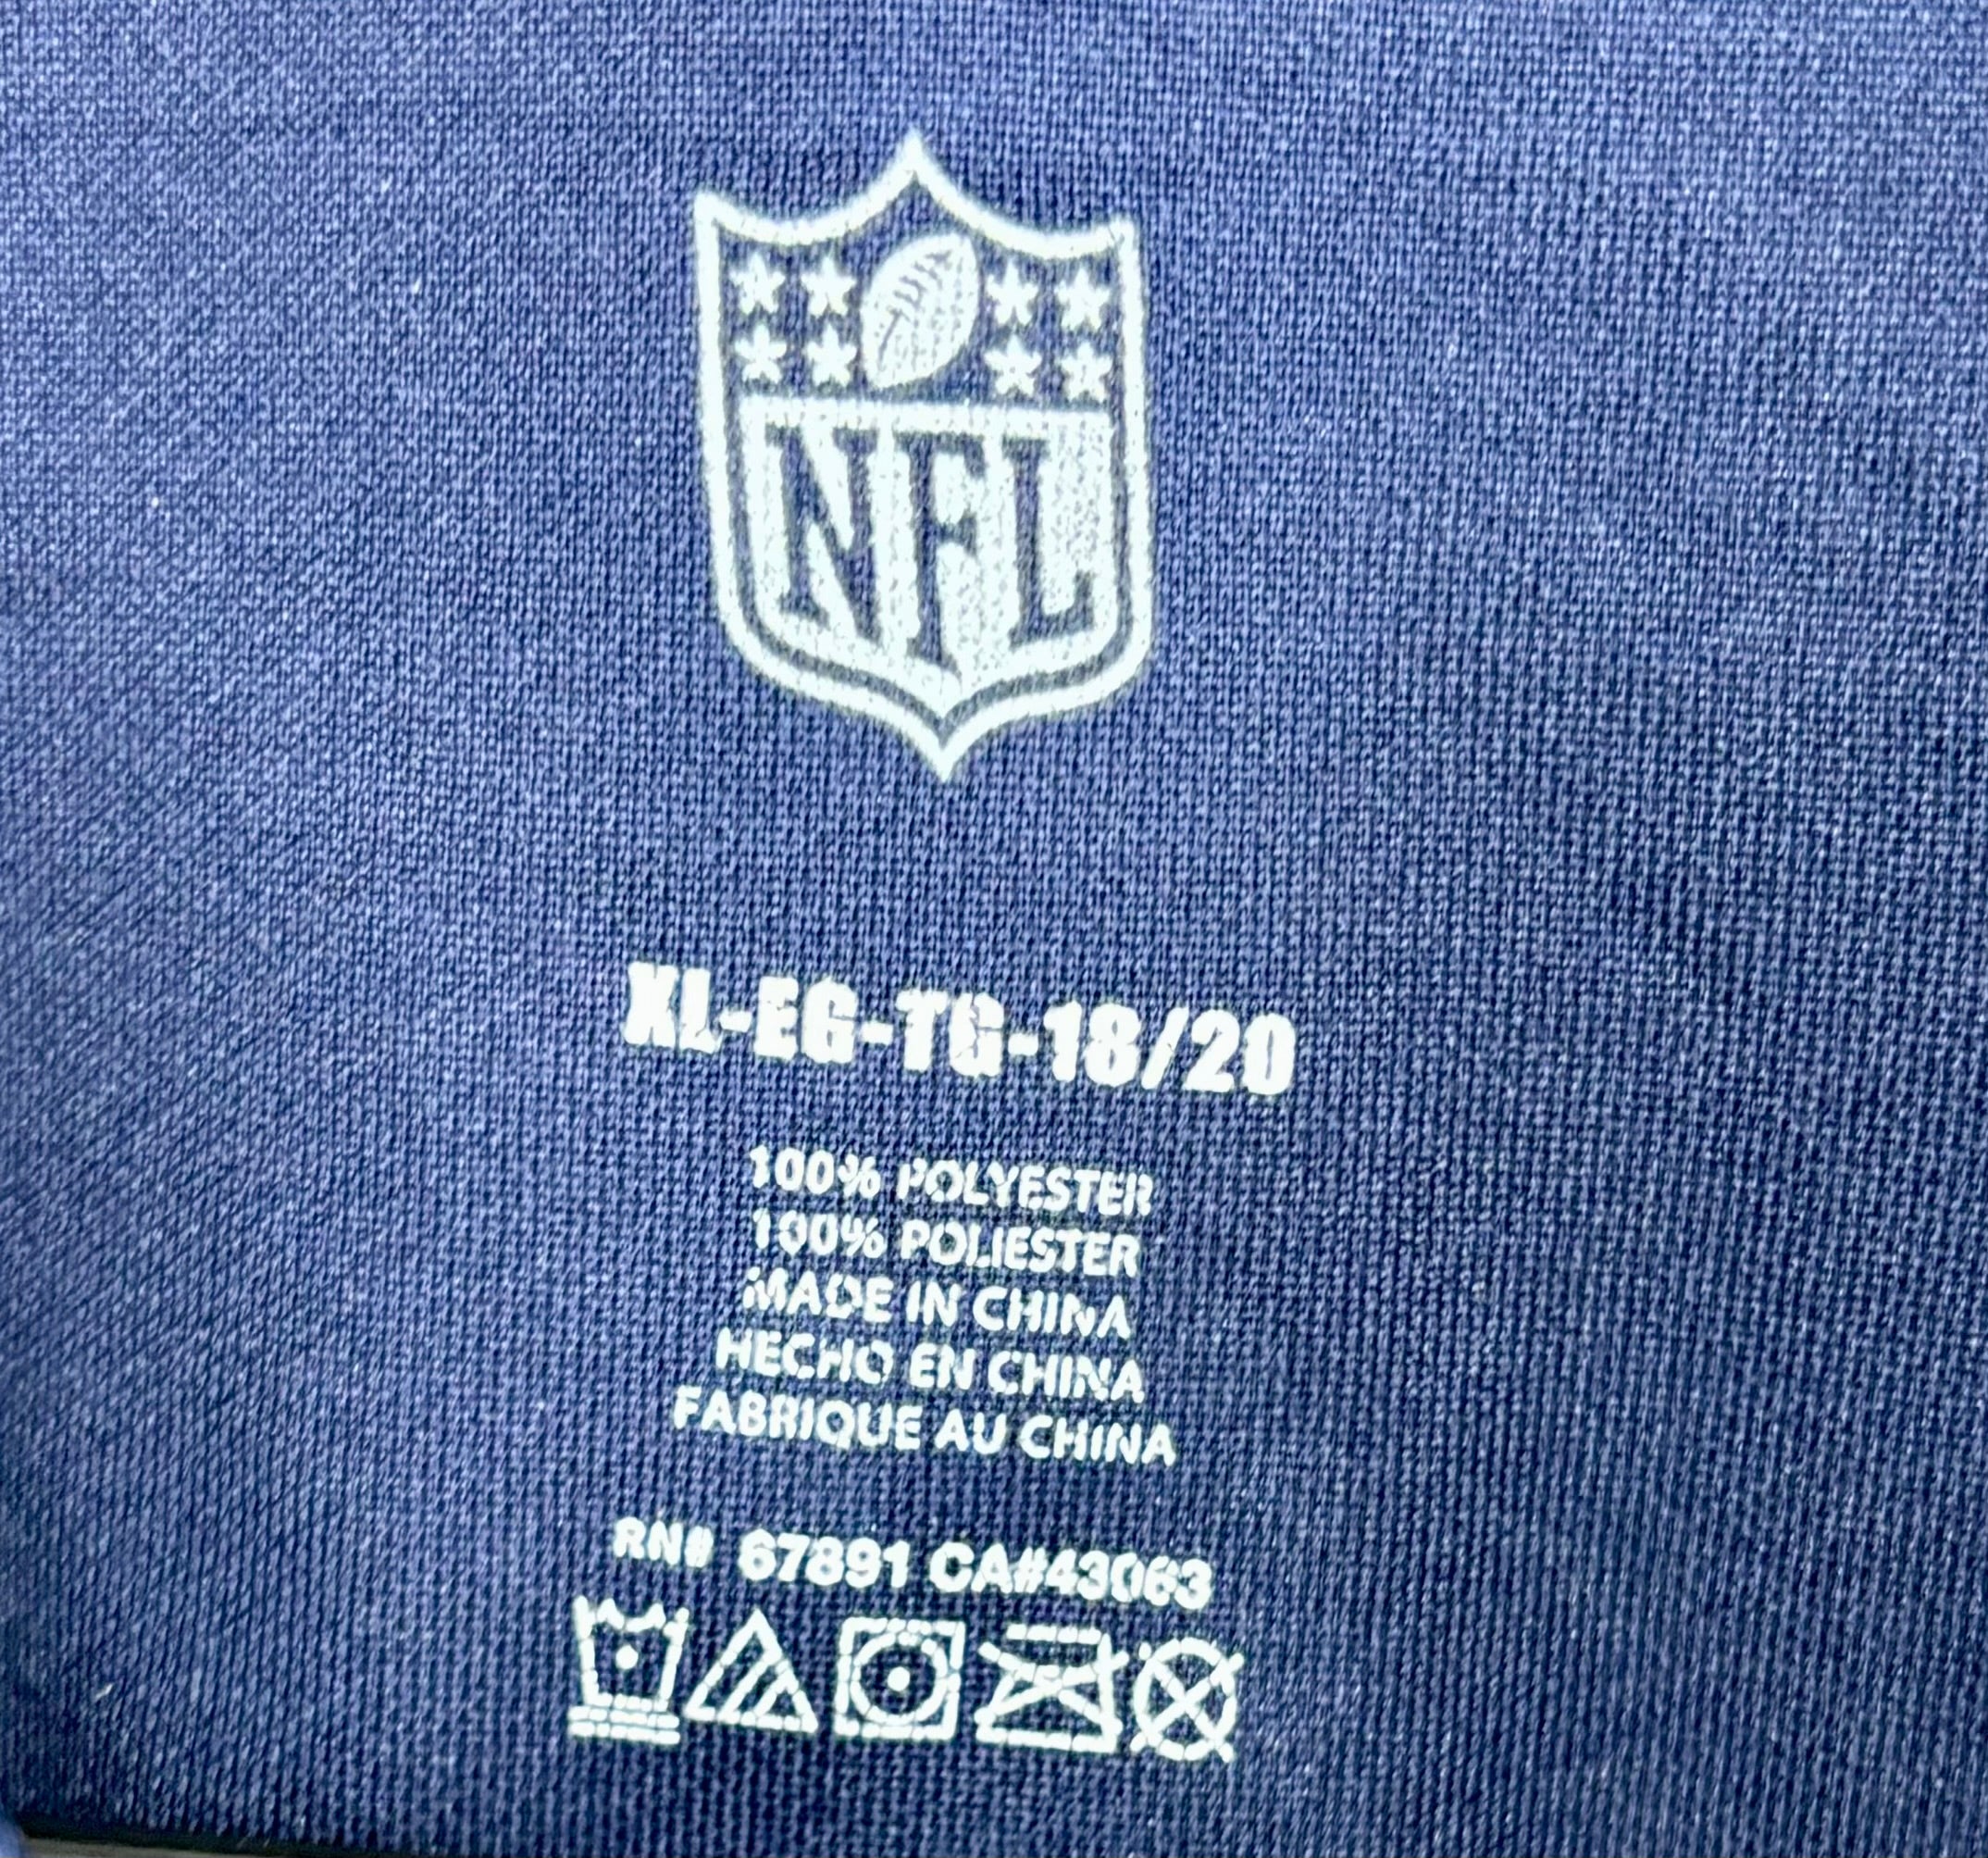 NFL
XL-EG-TG-18/20
100% POLYESTER
100% POLIESTER
MADE IN CHINA
HECHO EN CHINA
FABRIQUE AU CHINA
RN# 67891 CA#43063